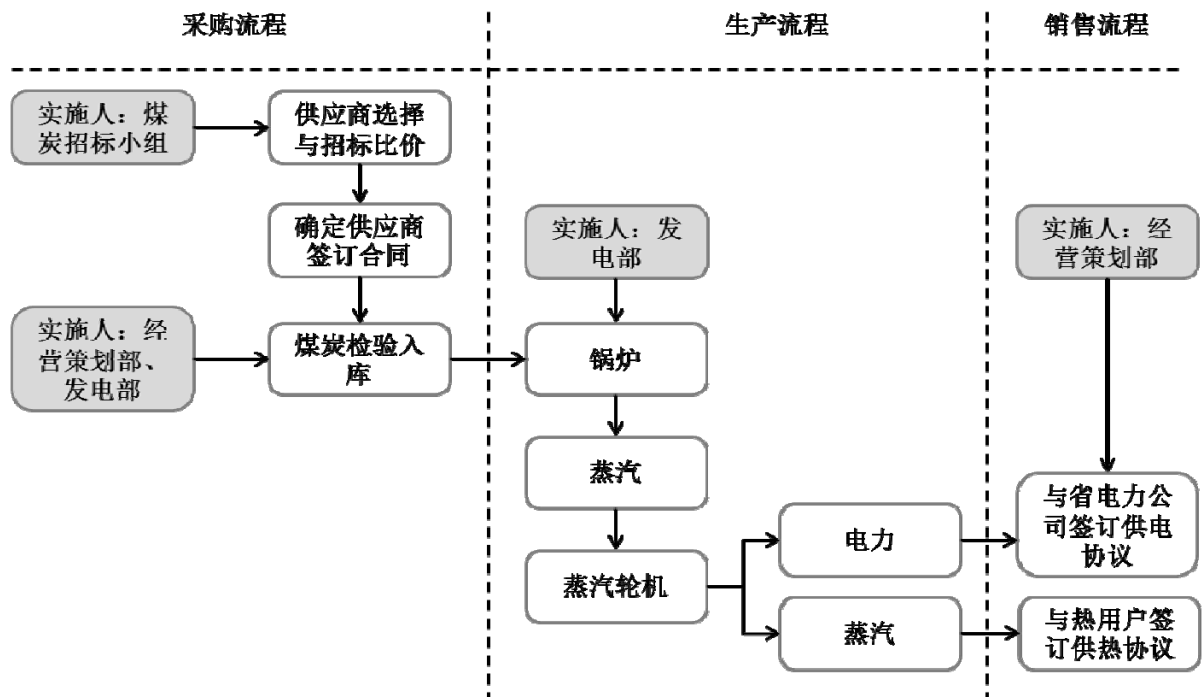 采购流程
生产流程
销售流程
实施人：煤
炭招标小组
供应商选择
与招标比价
确定供应商
签订合同
实施人：经
营策划部、
发电部
煤炭检验入
库
实施人：发
电部
锅炉
蒸汽
蒸汽轮机
电力
蒸汽
实施人：经
营策划部
与省电力公
司签订供电
协议
与热用户签
订供热协议